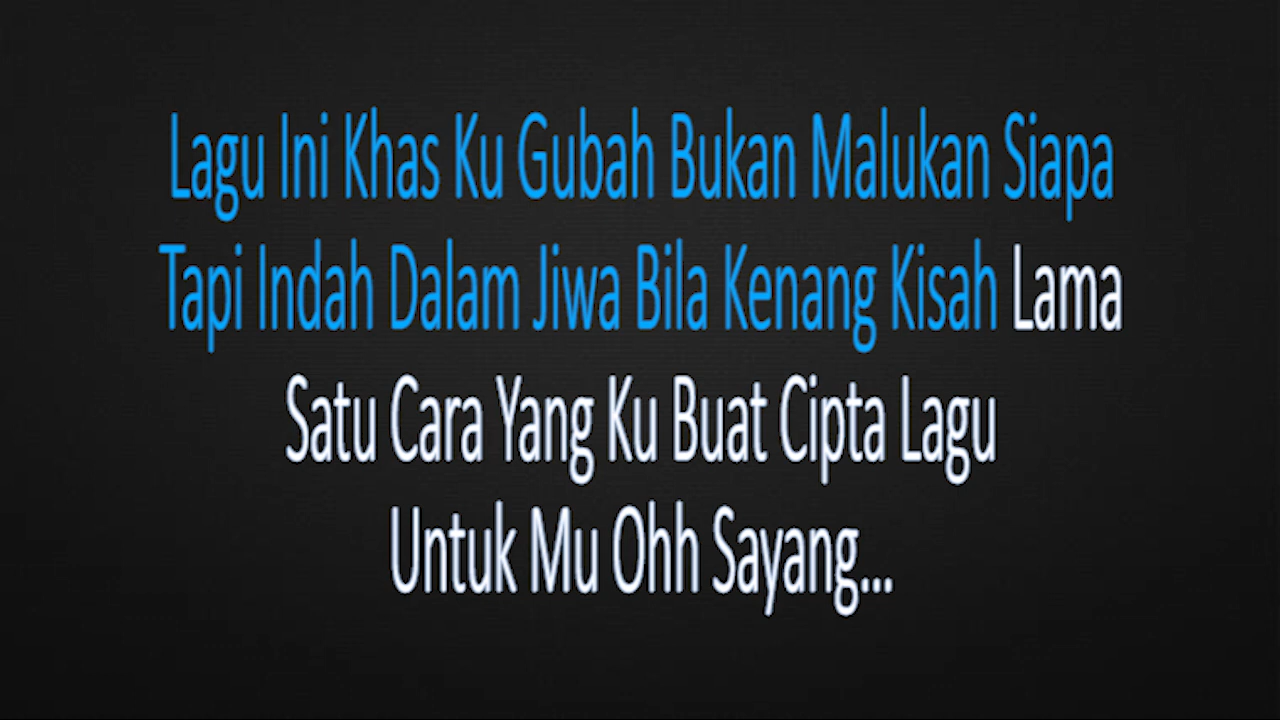 Lagu Ini Khas Ku Gubah Bukan Malukan Siapa
Tapi Indah Dalam Jiwa Bila Kenang Kisah Lama
Satu Cara Yang Ku Buat Cipta Lagu
Untuk Mu Ohh Sayang...